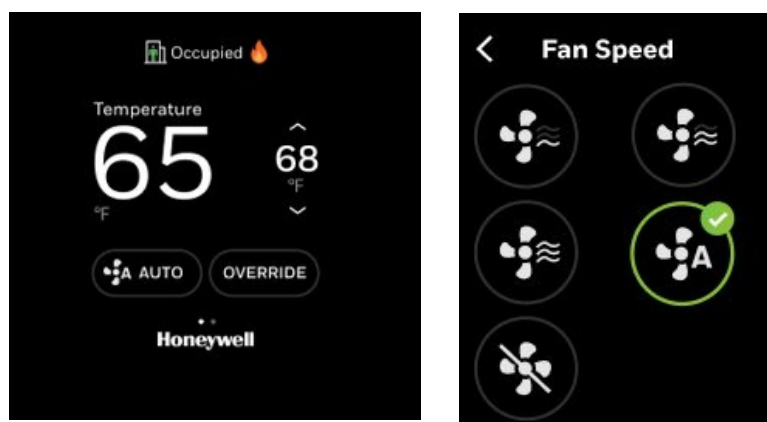 Occupied
Temperature
65
°F
68
°F
A AUTO
OVERRIDE
Honeywell
Fan Speed
A